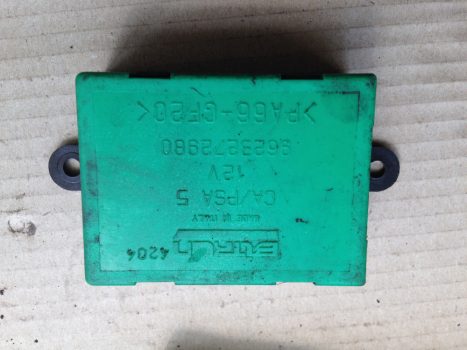 4204
MADE IN ITALY
CA/PSA 5
12V
9623272980
>PA66-GF20<